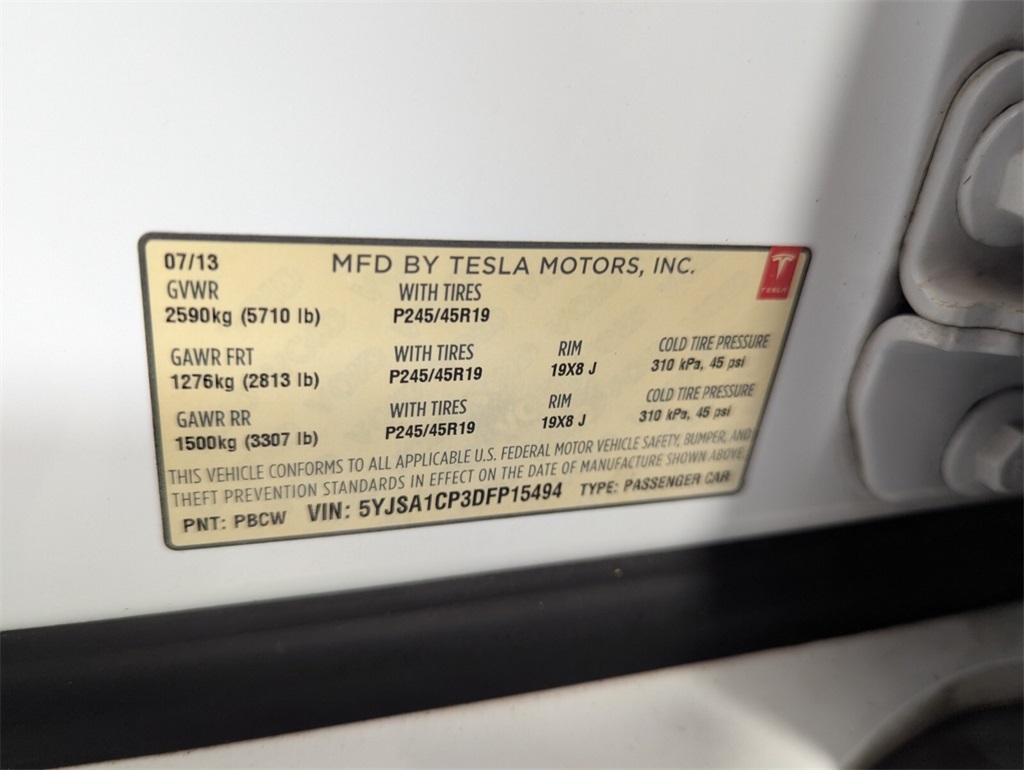 07/13 MFD BY TESLA MOTORS, INC.
TESLA
GVWR WITH TIRES
2590kg (5710 lb) P245/45R19
GAWR FRT WITH TIRES RIM COLD TIRE PRESSURE
1276kg (2813 lb) P245/45R19 19X8 J 310 kPa, 45 psi
GAWR RR WITH TIRES RIM COLD TIRE PRESSURE
1500kg (3307 lb) P245/45R19 19X8 J 310 kPa, 45 psi
THIS VEHICLE CONFORMS TO ALL APPLICABLE U.S. FEDERAL MOTOR VEHICLE SAFETY, BUMPER, AND
THEFT PREVENTION STANDARDS IN EFFECT ON THE DATE OF MANUFACTURE SHOWN ABOVE.
PNT: PBCW VIN: 5YJSA1CP3DFP15494 TYPE: PASSENGER CAR